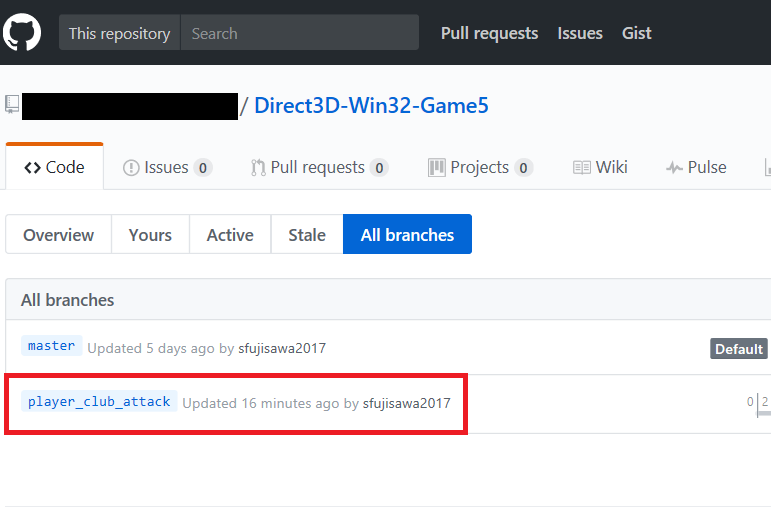 This repository Search Pull requests Issues Gist
/ Direct3D-Win32-Game5
<> Code Issues 0 Pull requests 0 Projects 0 Wiki Pulse
Overview Yours Active Stale All branches
All branches
master Updated 5 days ago by sfujisawa2017 Default
player_club_attack Updated 16 minutes ago by sfujisawa2017 0 2